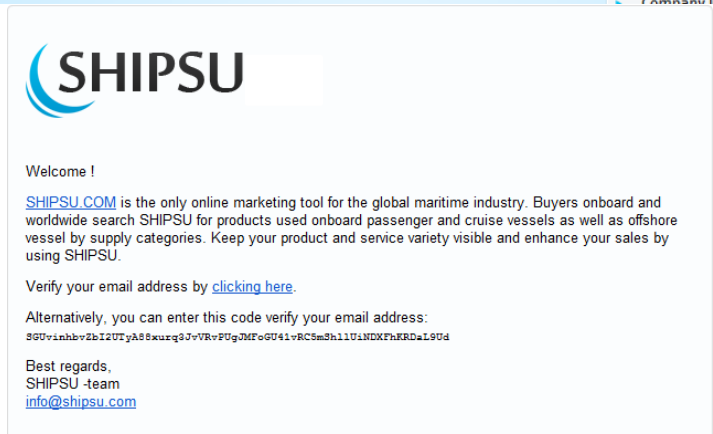 SHIPSU
Welcome !
SHIPSU.COM is the only online marketing tool for the global maritime industry. Buyers onboard and
worldwide search SHIPSU for products used onboard passenger and cruise vessels as well as offshore
vessel by supply categories. Keep your product and service variety visible and enhance your sales by
using SHIPSU.
Verify your email address by clicking here.
Alternatively, you can enter this code verify your email address:
Best regards,
SHIPSU -team
info@shipsu.com